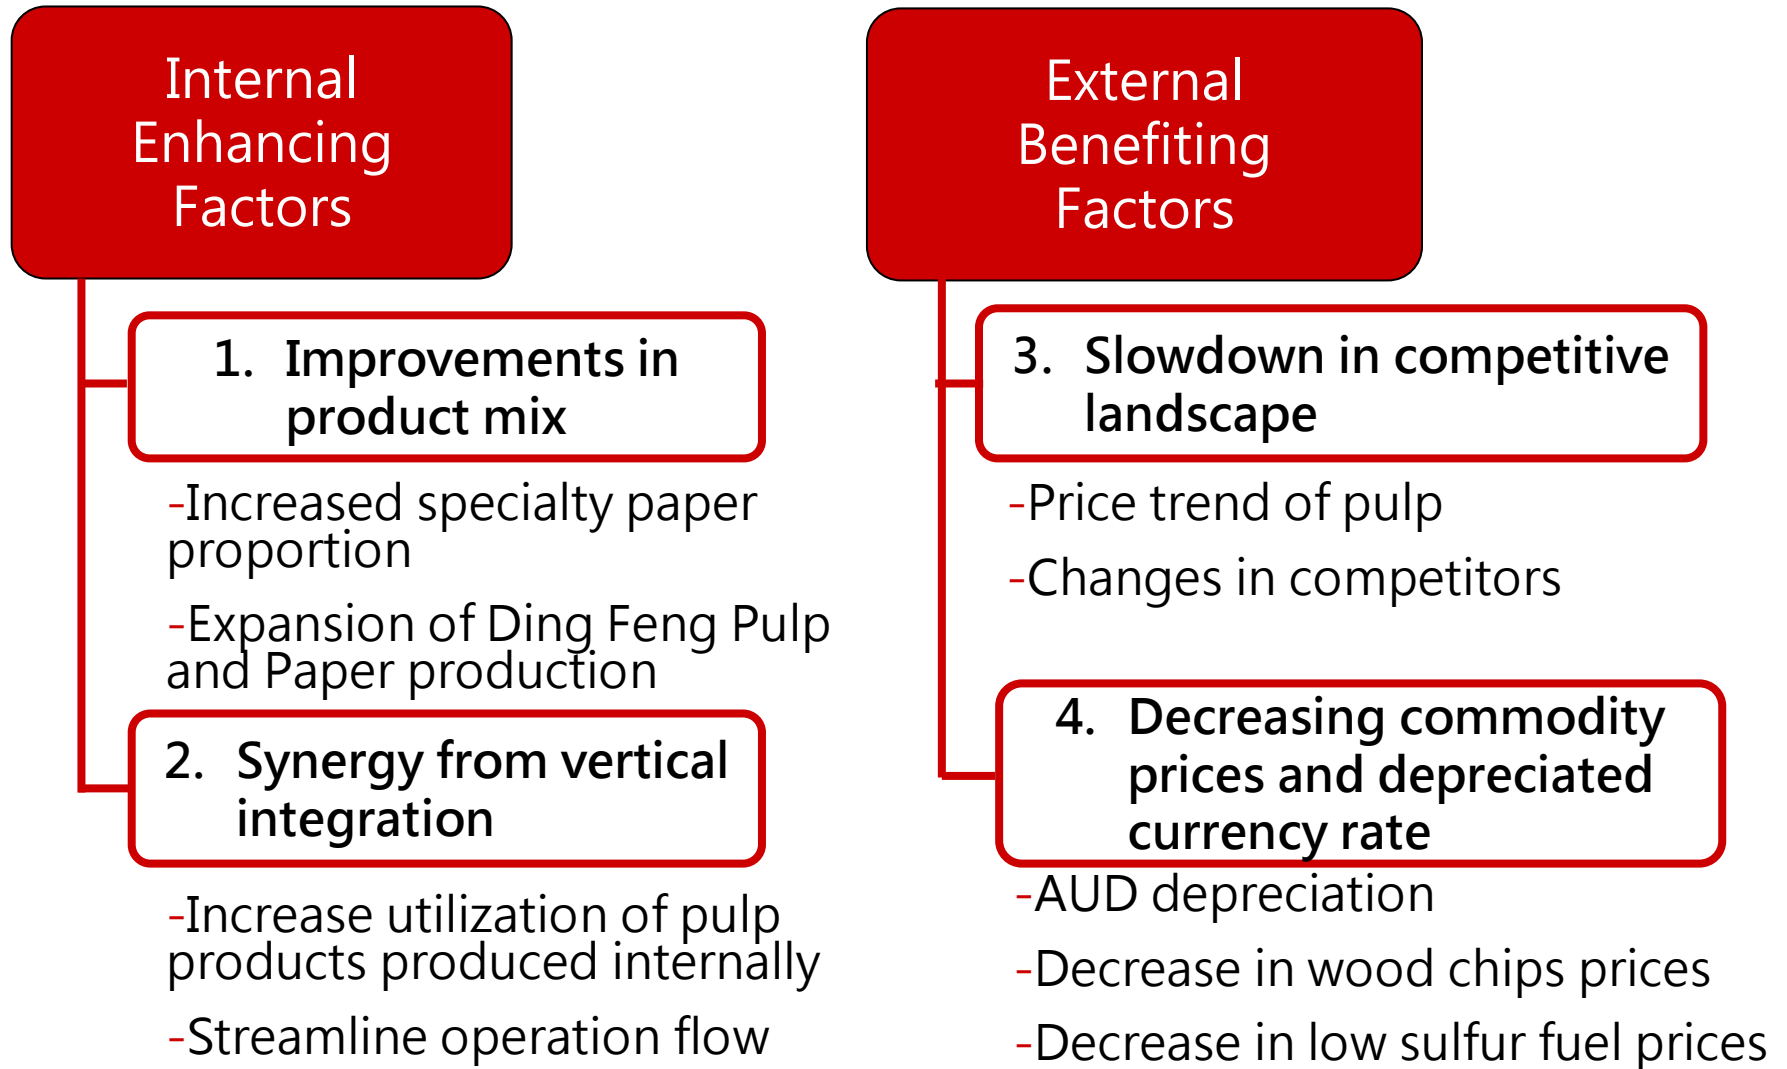 Internal
Enhancing
Factors
1. Improvements in
product mix
-Increased specialty paper
proportion
-Expansion of Ding Feng Pulp
and Paper production
2. Synergy from vertical
integration
-Increase utilization of pulp
products produced internally
-Streamline operation flow
External
Benefiting
Factors
3. Slowdown in competitive
landscape
-Price trend of pulp
-Changes in competitors
4. Decreasing commodity
prices and depreciated
currency rate
-AUD depreciation
-Decrease in wood chips prices
-Decrease in low sulfur fuel prices